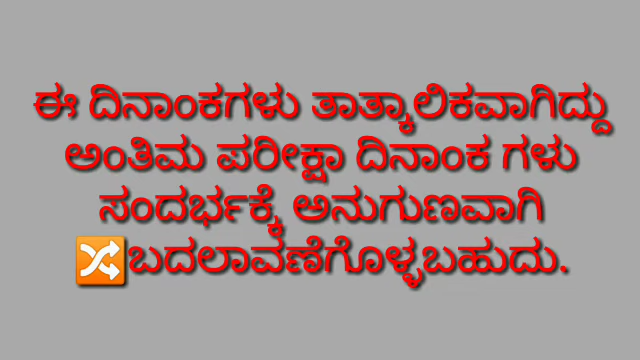 ಈ ದಿನಾಂಕಗಳು ತಾತ್ಕಾಲಿಕವಾಗಿದ್ದು
ಅಂತಿಮ ಪರೀಕ್ಷಾ ದಿನಾಂಕ ಗಳು
ಸಂದರ್ಭಕ್ಕೆ ಅನುಗುಣವಾಗಿ
🔀ಬದಲಾವಣೆಗೊಳ್ಳಬಹುದು.